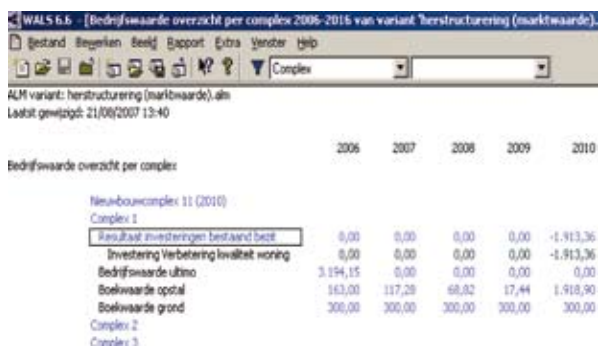 WALS 6.6 - [Bedrijfswaarde overzicht per complex 2006-2016 van variant 'herstructurering (marktwaarde).
Bestand Bewerken Beeld Rapport Extra Venster Help
Complex
ALM variant: herstructurering (marktwaarde).alm
Laatst gewijzigd: 21/08/2007 13:40
2006 2007 2008 2009 2010
Bedrijfswaarde overzicht per complex
Nieuwbouwcomplex 11 (2010)
Complex 1
Resultaat investeringen bestaand bezit 0,00 0,00 0,00 0,00 -1.913,36
Investering Verbetering kwaliteit woning 0,00 0,00 0,00 0,00 -1.913,36
Bedrijfswaarde ultimo 3.194,15 0,00 0,00 0,00 0,00
Boekwaarde opstal 163,00 117,28 68,82 17,44 1.918,90
Boekwaarde grond 300,00 300,00 300,00 300,00 300,00
Complex 2
Complex 3